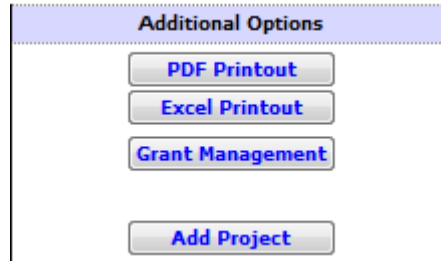 Additional Options
PDF Printout
Excel Printout
Grant Management
Add Project